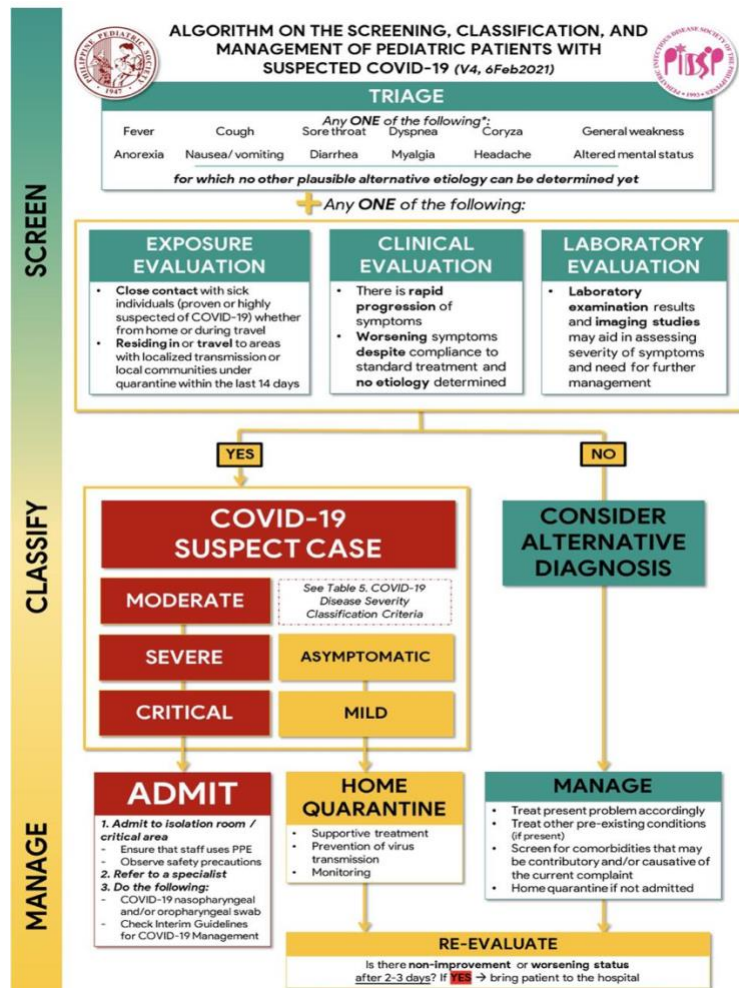 ALGORITHM ON THE SCREENING, CLASSIFICATION, AND
MANAGEMENT OF PEDIATRIC PATIENTS WITH
SUSPECTED COVID-19 (V4, 6Feb2021)
PHILIPPINE PEDIATRIC SOCIETY
1947
PEDIATRIC INFECTIOUS DISEASE SOCIETY OF THE PHILIPPINES
PIDSP
1993
SCREEN
TRIAGE
Any ONE of the following*:
Fever Cough Sore throat Dyspnea Coryza General weakness
Anorexia Nausea/ vomiting Diarrhea Myalgia Headache Altered mental status
for which no other plausible alternative etiology can be determined yet
+ Any ONE of the following:
EXPOSURE
EVALUATION
• Close contact with sick
individuals (proven or highly
suspected of COVID-19) whether
from home or during travel
• Residing in or travel to areas
with localized transmission or
local communities under
quarantine within the last 14 days
CLINICAL
EVALUATION
• There is rapid
progression of
symptoms
• Worsening symptoms
despite compliance to
standard treatment and
no etiology determined
LABORATORY
EVALUATION
• Laboratory
examination results
and imaging studies
may aid in assessing
severity of symptoms
and need for further
management
YES
NO
CLASSIFY
COVID-19
SUSPECT CASE
MODERATE
See Table 5. COVID-19
Disease Severity
Classification Criteria
SEVERE
ASYMPTOMATIC
CRITICAL
MILD
CONSIDER
ALTERNATIVE
DIAGNOSIS
MANAGE
ADMIT
1. Admit to isolation room /
critical area
- Ensure that staff uses PPE
- Observe safety precautions
2. Refer to a specialist
3. Do the following:
- COVID-19 nasopharyngeal
and/or oropharyngeal swab
- Check Interim Guidelines
for COVID-19 Management
HOME
QUARANTINE
• Supportive treatment
• Prevention of virus
transmission
• Monitoring
MANAGE
• Treat present problem accordingly
• Treat other pre-existing conditions
(if present)
• Screen for comorbidities that may
be contributory and/or causative of
the current complaint
• Home quarantine if not admitted
RE-EVALUATE
Is there non-improvement or worsening status
after 2-3 days? If YES → bring patient to the hospital